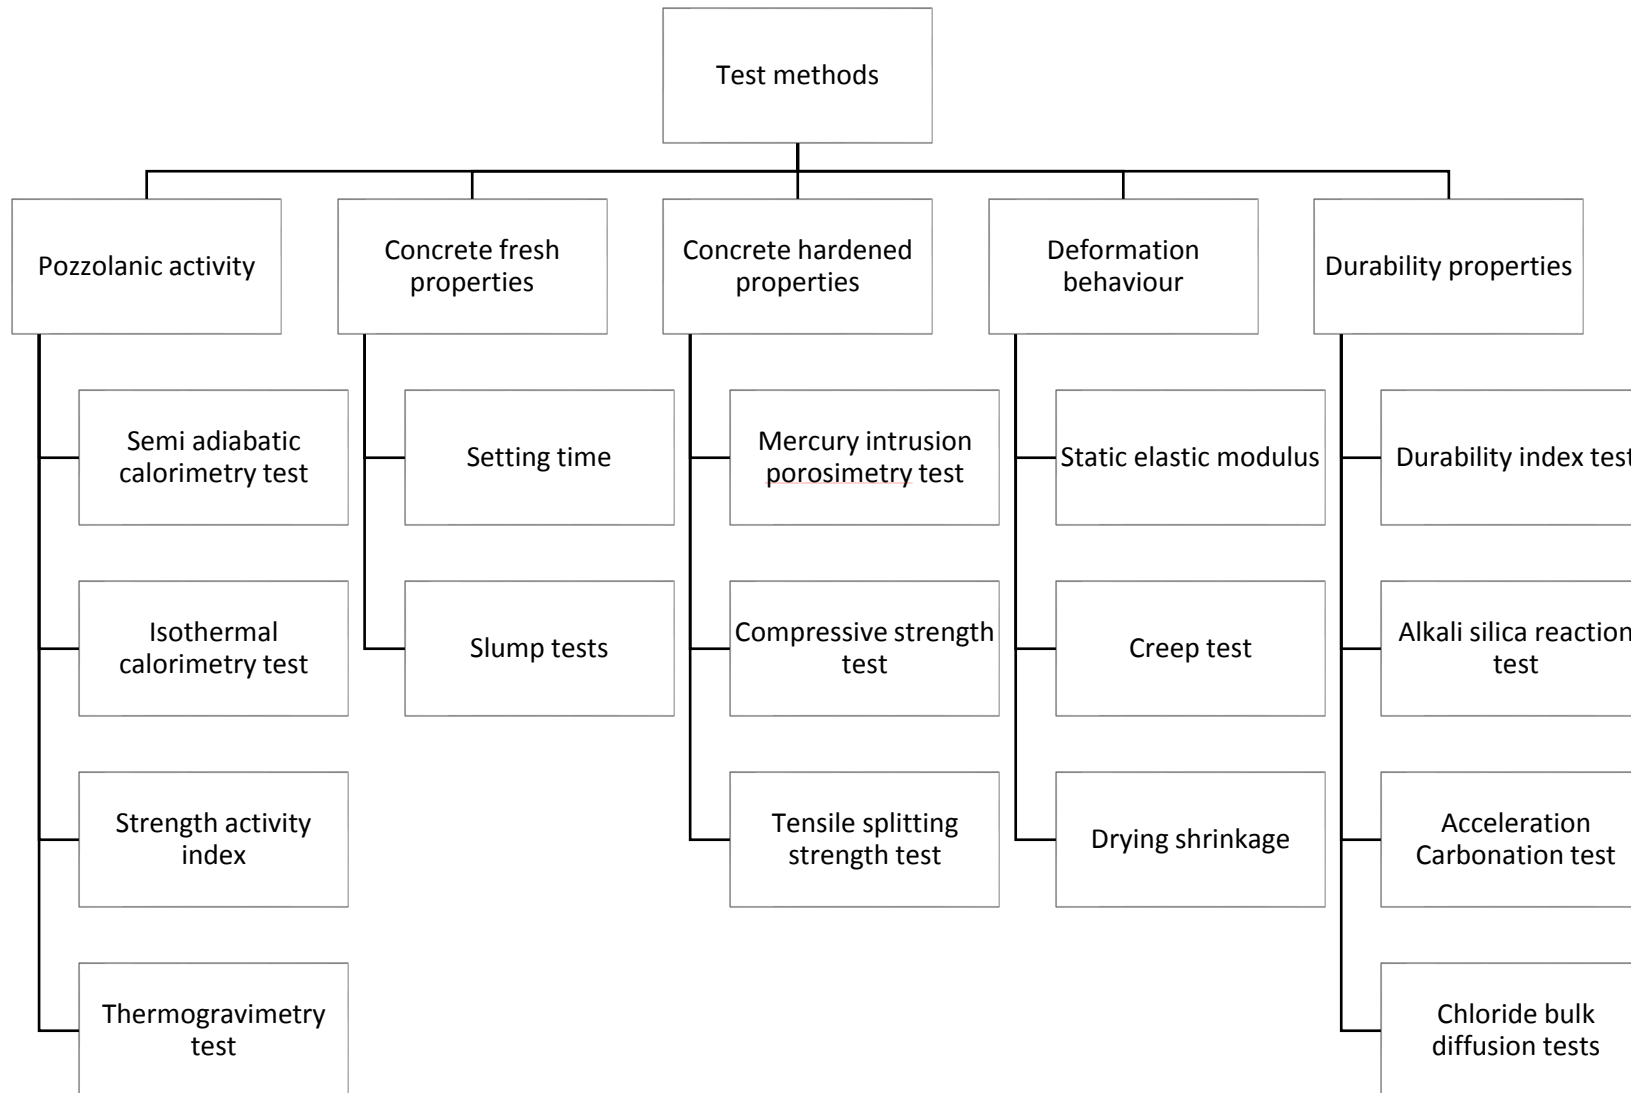 Test methods
Pozzolanic activity
Concrete fresh
properties
Concrete hardened
properties
Deformation
behaviour
Durability properties
Semi adiabatic
calorimetry test
Setting time
Mercury intrusion
porosimetry test
Static elastic modulus
Durability index test
Isothermal
calorimetry test
Slump tests
Compressive strength
test
Creep test
Alkali silica reaction
test
Strength activity
index
Tensile splitting
strength test
Drying shrinkage
Acceleration
Carbonation test
Thermogravimetry
test
Chloride bulk
diffusion tests